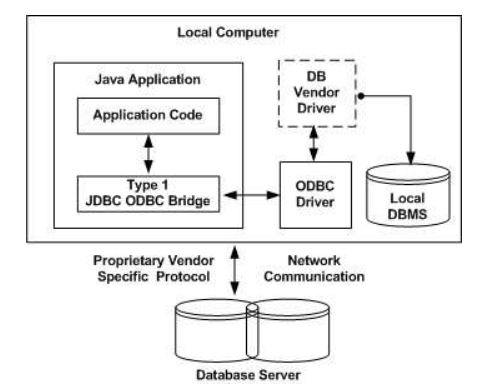 Local Computer
Java Application
Application Code
Type 1
JDBC ODBC Bridge
DB
Vendor
Driver
ODBC
Driver
Local
DBMS
Proprietary Vendor
Specific Protocol
Network
Communication
Database Server